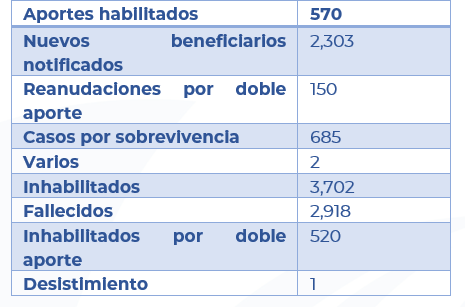 Aportes habilitados 570
Nuevos beneficiarios 2,303
notificados
Reanudaciones por doble 150
aporte
Casos por sobrevivencia 685
Varios 2
Inhabilitados 3,702
Fallecidos 2,918
Inhabilitados por doble 520
aporte
Desistimiento 1